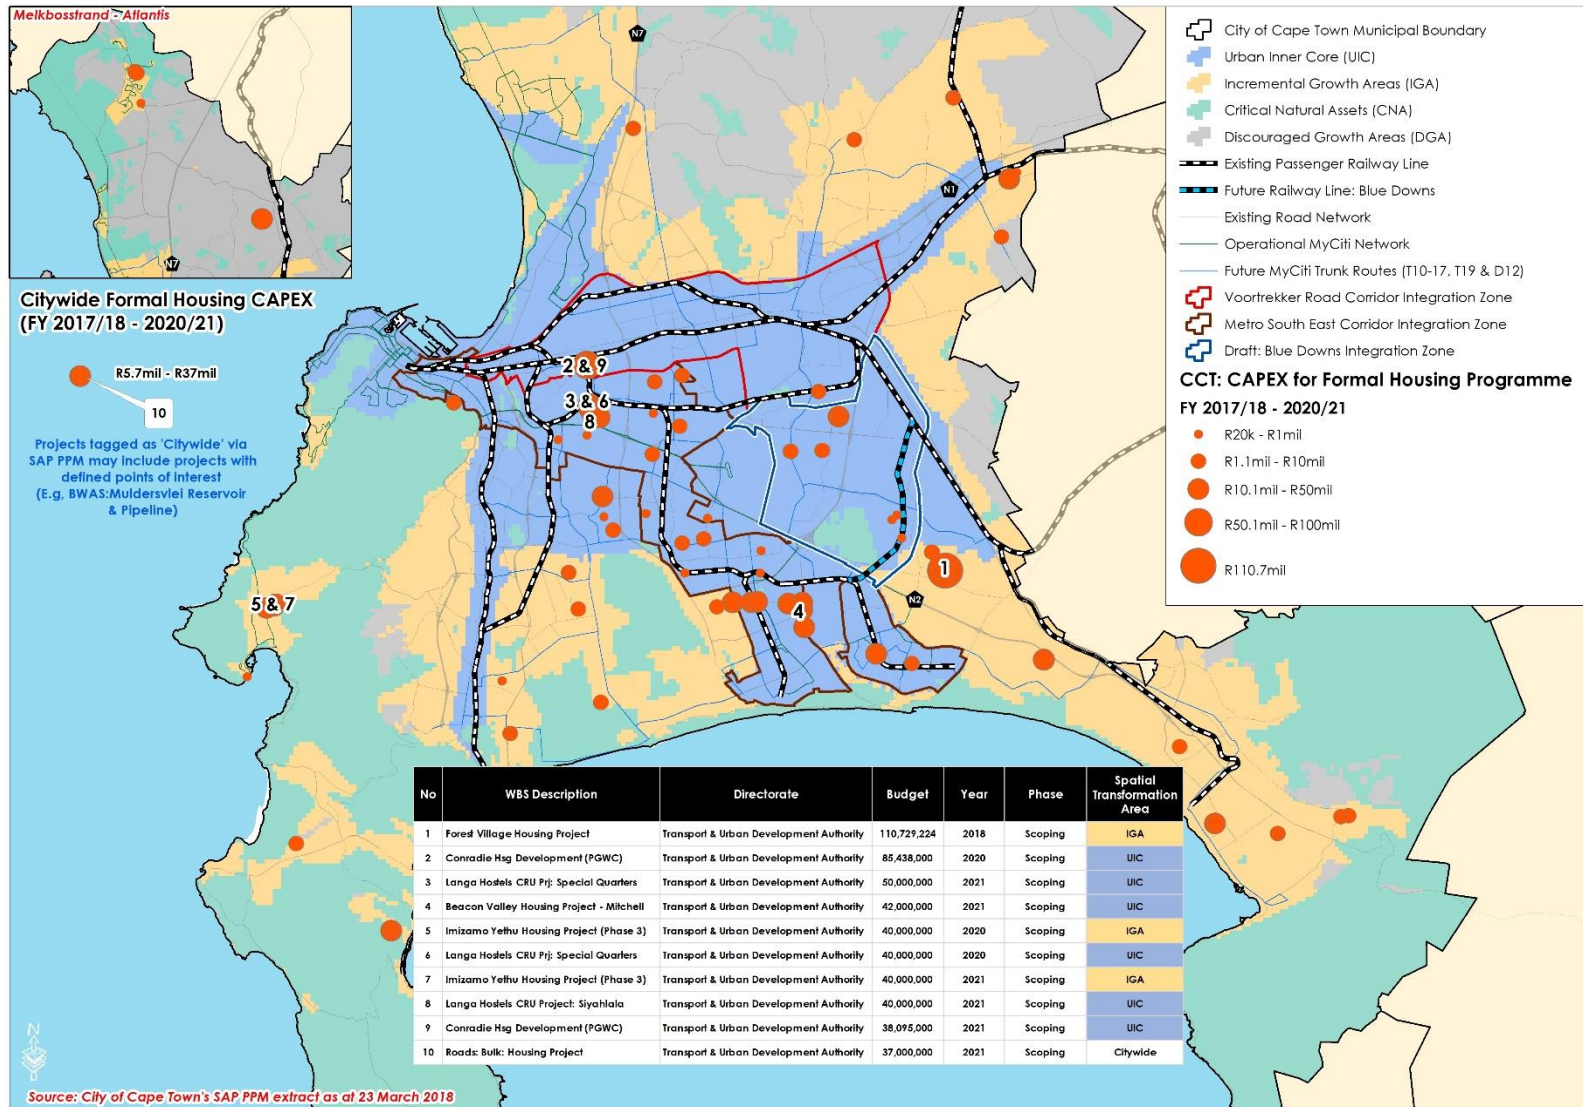 Melkbosstrand - Atlantis
N7
Citywide Formal Housing CAPEX
(FY 2017/18 - 2020/21)
R5.7mil - R37mil
10
Projects tagged as 'Citywide' via
SAP PPM may include projects with
defined points of interest
(E.g, BWAS:Muldersvlei Reservoir
& Pipeline)
N7
N1
2 & 9
3 & 6
8
1
5 & 7
4
N2
City of Cape Town Municipal Boundary
Urban Inner Core (UIC)
Incremental Growth Areas (IGA)
Critical Natural Assets (CNA)
Discouraged Growth Areas (DGA)
Existing Passenger Railway Line
Future Railway Line: Blue Downs
Existing Road Network
Operational MyCiti Network
Future MyCiti Trunk Routes (T10-17, T19 & D12)
Voortrekker Road Corridor Integration Zone
Metro South East Corridor Integration Zone
Draft: Blue Downs Integration Zone
CCT: CAPEX for Formal Housing Programme
FY 2017/18 - 2020/21
R20k - R1mil
R1.1mil - R10mil
R10.1mil - R50mil
R50.1mil - R100mil
R110.7mil
No WBS Description Directorate Budget Year Phase Spatial Transformation Area
1 Forest Village Housing Project Transport & Urban Development Authority 110,729,224 2018 Scoping IGA
2 Conradie Hsg Development (PGWC) Transport & Urban Development Authority 85,438,000 2020 Scoping UIC
3 Langa Hostels CRU Prj: Special Quarters Transport & Urban Development Authority 50,000,000 2021 Scoping UIC
4 Beacon Valley Housing Project - Mitchell Transport & Urban Development Authority 42,000,000 2021 Scoping UIC
5 Imizamo Yethu Housing Project (Phase 3) Transport & Urban Development Authority 40,000,000 2020 Scoping IGA
6 Langa Hostels CRU Prj: Special Quarters Transport & Urban Development Authority 40,000,000 2020 Scoping UIC
7 Imizamo Yethu Housing Project (Phase 3) Transport & Urban Development Authority 40,000,000 2021 Scoping IGA
8 Langa Hostels CRU Project: Siyahlala Transport & Urban Development Authority 40,000,000 2021 Scoping UIC
9 Conradie Hsg Development (PGWC) Transport & Urban Development Authority 38,095,000 2021 Scoping UIC
10 Roads: Bulk: Housing Project Transport & Urban Development Authority 37,000,000 2021 Scoping Citywide
N
Source: City of Cape Town's SAP PPM extract as at 23 March 2018